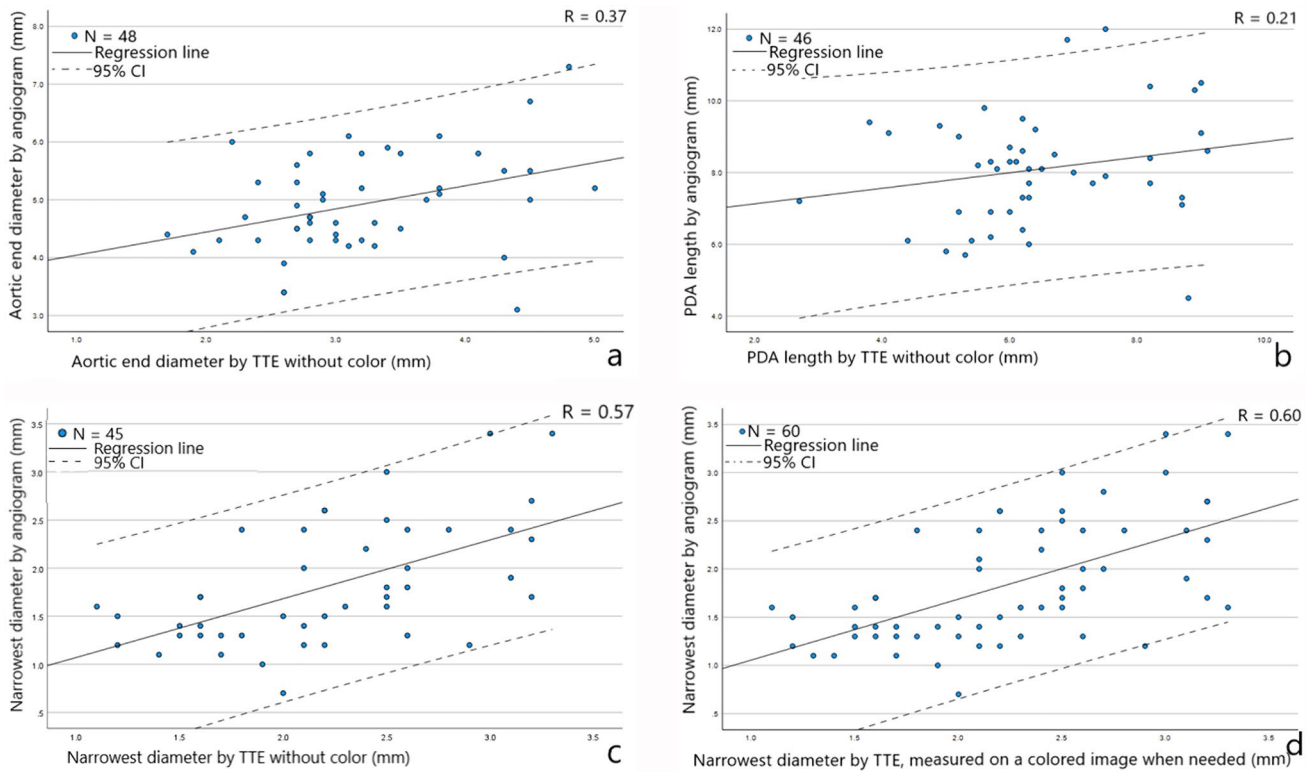 R = 0.37
N = 48
Regression line
95% CI
8.0
7.0
6.0
5.0
4.0
3.0
Aortic end diameter by angiogram (mm)
1.0 2.0 3.0 4.0 5.0
Aortic end diameter by TTE without color (mm)
a
R = 0.21
N = 46
Regression line
95% CI
12.0
10.0
8.0
6.0
4.0
PDA length by angiogram (mm)
2.0 4.0 6.0 8.0 10.0
PDA length by TTE without color (mm)
b
R = 0.57
N = 45
Regression line
95% CI
3.5
3.0
2.5
2.0
1.5
1.0
.5
Narrowest diameter by angiogram (mm)
1.0 1.5 2.0 2.5 3.0 3.5
Narrowest diameter by TTE without color (mm)
c
R = 0.60
N = 60
Regression line
95% CI
3.5
3.0
2.5
2.0
1.5
1.0
.5
Narrowest diameter by angiogram (mm)
1.0 1.5 2.0 2.5 3.0 3.5
Narrowest diameter by TTE, measured on a colored image when needed (mm)
d